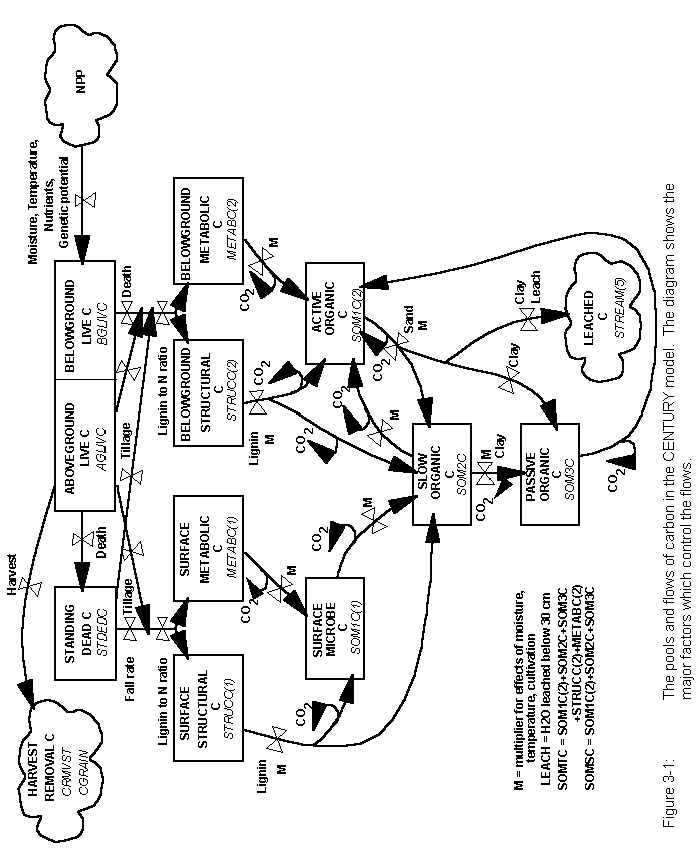 Harvest
HARVEST
REMOVAL C
CRMVST
CGRAIN
STANDING
DEAD C
STDEDC
Death
ABOVEGROUND
LIVE C
AGLIVC
BELOWGROUND
LIVE C
BGLIVC
Moisture, Temperature,
Nutrients,
Genetic potential
NPP
Fall rate
Tillage
Tillage
Death
Lignin to N ratio
Lignin to N ratio
SURFACE
STRUCTURAL
C
STRUCC(1)
SURFACE
METABOLIC
C
METABC(1)
BELOWGROUND
STRUCTURAL
C
STRUCC(2)
BELOWGROUND
METABOLIC
C
METABC(2)
Lignin
M
CO2
M
Lignin
M
CO2
CO2
M
CO2
SURFACE
MICROBE
C
SOM1C(1)
CO2
ACTIVE
ORGANIC
C
SOM1C(2)
CO2
M
CO2
CO2
M
CO2
Sand
M
SLOW
ORGANIC
C
SOM2C
CO2
M
Clay
Clay
Clay
Leach
PASSIVE
ORGANIC
C
SOM3C
CO2
LEACHED
C
STREAM(5)
M = multiplier for effects of moisture,
temperature, cultivation
LEACH = H2O leached below 30 cm
SOMTC = SOM1C(2)+SOM2C+SOM3C
+STRUCC(2)+METABC(2)
SOMSC = SOM1C(2)+SOM2C+SOM3C
Figure 3-1: The pools and flows of carbon in the CENTURY model. The diagram shows the
major factors which control the flows.